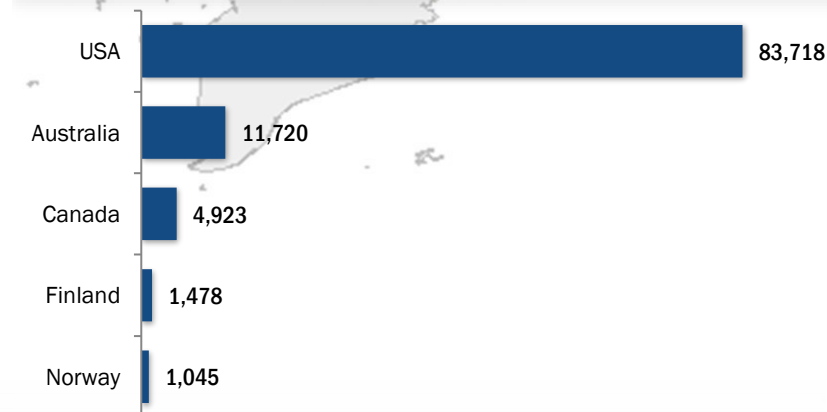 USA 83,718
Australia 11,720
Canada 4,923
Finland 1,478
Norway 1,045